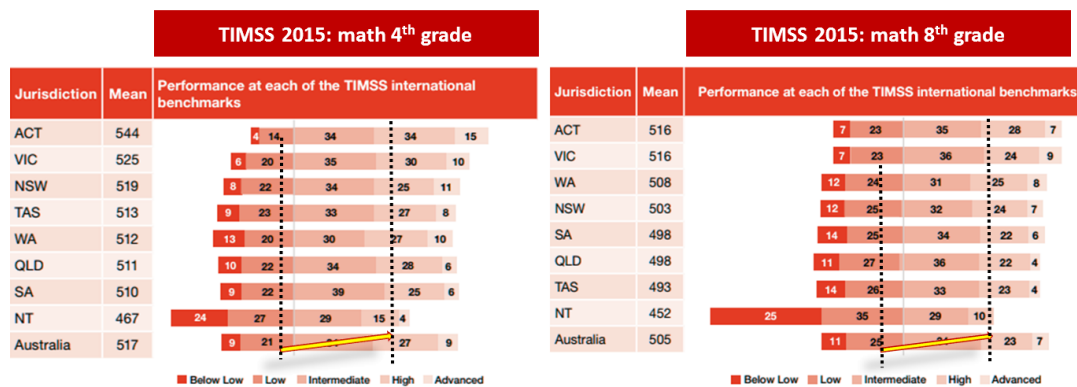 TIMSS 2015: math 4th grade
Jurisdiction Mean Performance at each of the TIMSS international
benchmarks
ACT 544 4 14 34 34 15
VIC 525 6 20 35 30 10
NSW 519 8 22 34 25 11
TAS 513 9 23 33 27 8
WA 512 13 20 30 27 10
QLD 511 10 22 34 28 6
SA 510 9 22 39 25 6
NT 467 24 27 29 15 4
Australia 517 9 21 27 9
Below Low Low Intermediate High Advanced
TIMSS 2015: math 8th grade
Jurisdiction Mean Performance at each of the TIMSS international benchmarks
ACT 516 7 23 35 28 7
VIC 516 7 23 36 24 9
WA 508 12 24 31 25 8
NSW 503 12 25 32 24 7
SA 498 14 25 34 22 6
QLD 498 11 27 36 22 4
TAS 493 14 26 33 23 4
NT 452 25 35 29 10
Australia 505 11 25 23 7
Below Low Low Intermediate High Advanced